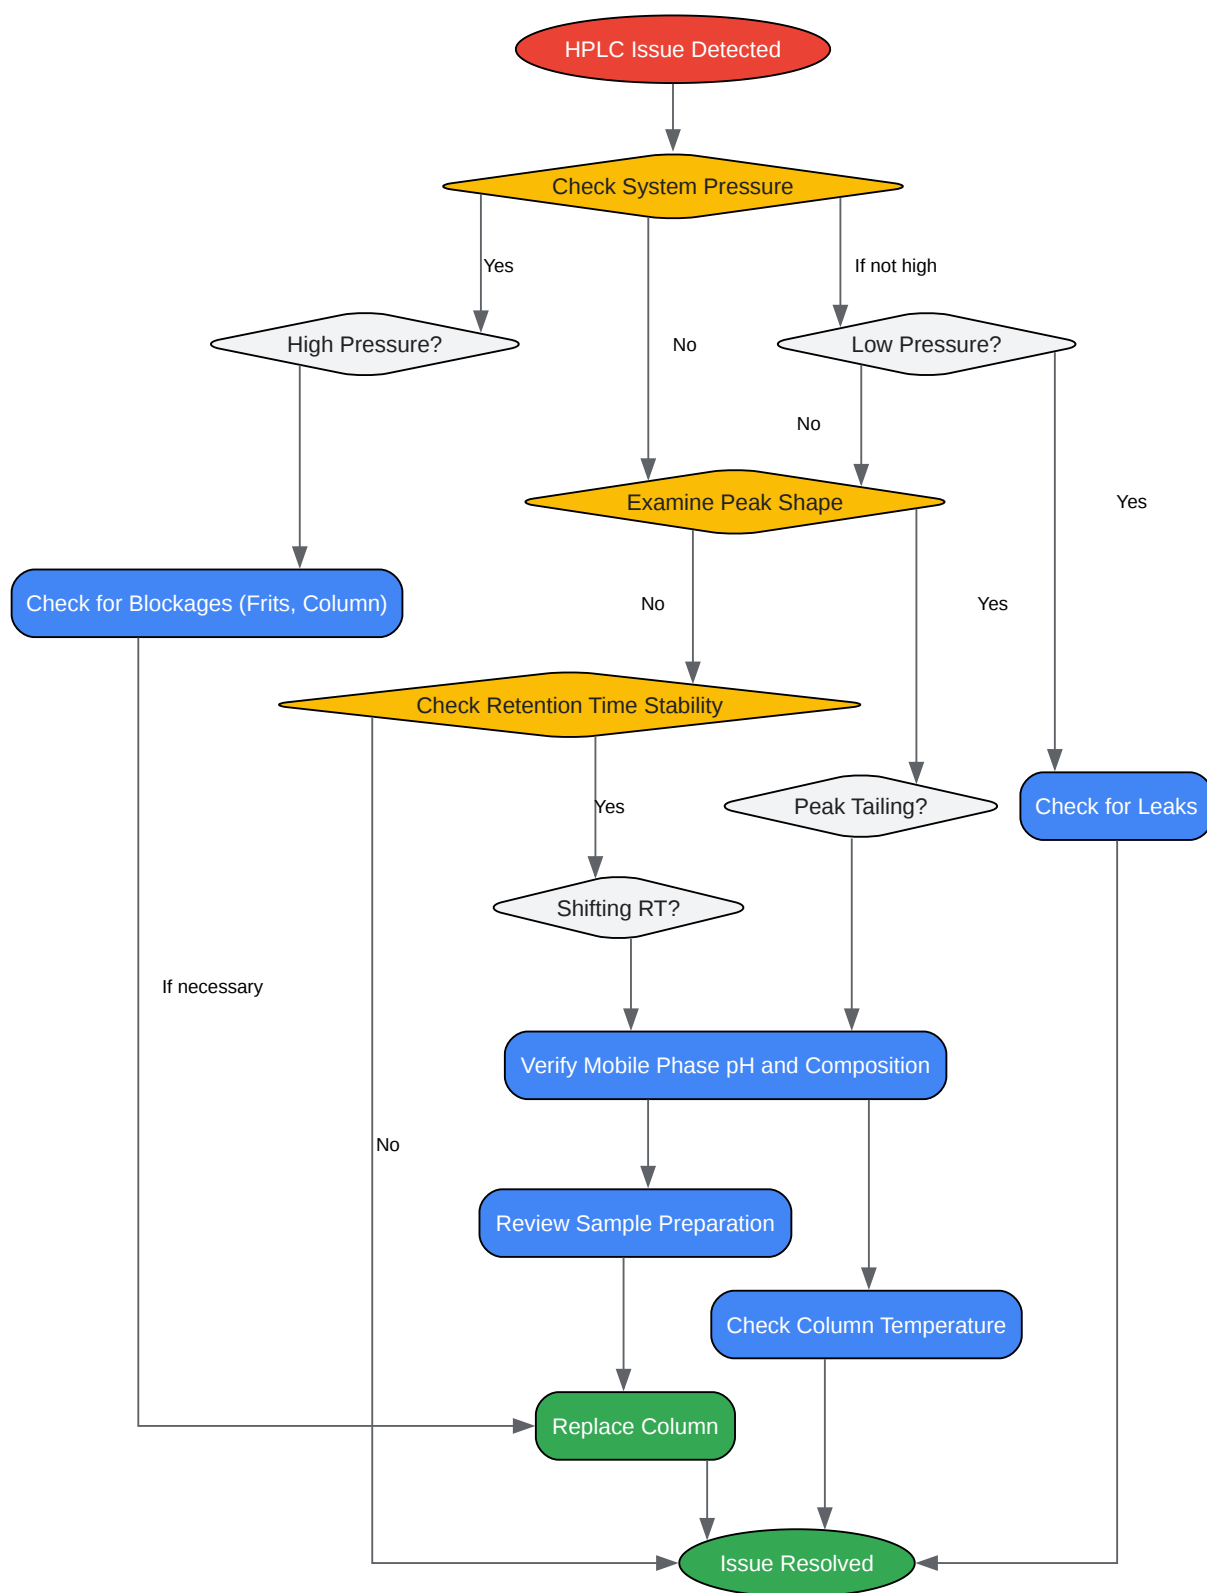 HPLC Issue Detected
Check System Pressure
Yes
If not high
High Pressure?
No
Low Pressure?
No
Examine Peak Shape
Yes
Check for Blockages (Frits, Column)
No
Yes
Check Retention Time Stability
Yes
Peak Tailing?
Check for Leaks
Shifting RT?
If necessary
Verify Mobile Phase pH and Composition
No
Review Sample Preparation
Check Column Temperature
Replace Column
Issue Resolved